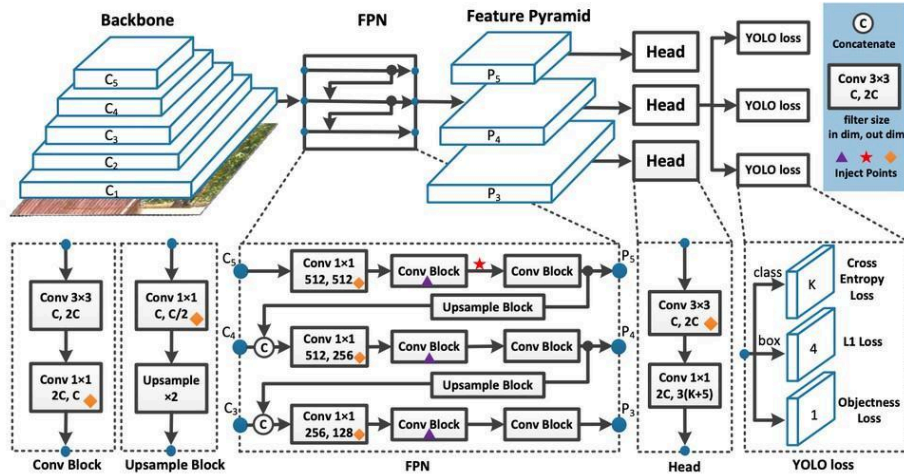 Backbone
FPN
Feature Pyramid
C5
C4
C3
C2
C1
P5
P4
P3
Head
Head
Head
YOLO loss
YOLO loss
YOLO loss
C
Concatenate
Conv 3×3
C, 2C
filter size
in dim, out dim
Inject Points
Conv 3×3
C, 2C
Conv 1×1
2C, C
Conv Block
Conv 1×1
C, C/2
Upsample
×2
Upsample Block
C5
Conv 1×1
512, 512
Conv Block
Conv Block
P5
Upsample Block
C4
C
Conv 1×1
512, 256
Conv Block
Conv Block
P4
Upsample Block
C3
C
Conv 1×1
256, 128
Conv Block
Conv Block
P3
FPN
Conv 3×3
C, 2C
Conv 1×1
2C, 3(K+5)
Head
class
K
Cross
Entropy
Loss
box
4
L1 Loss
1
Objectness
Loss
YOLO loss